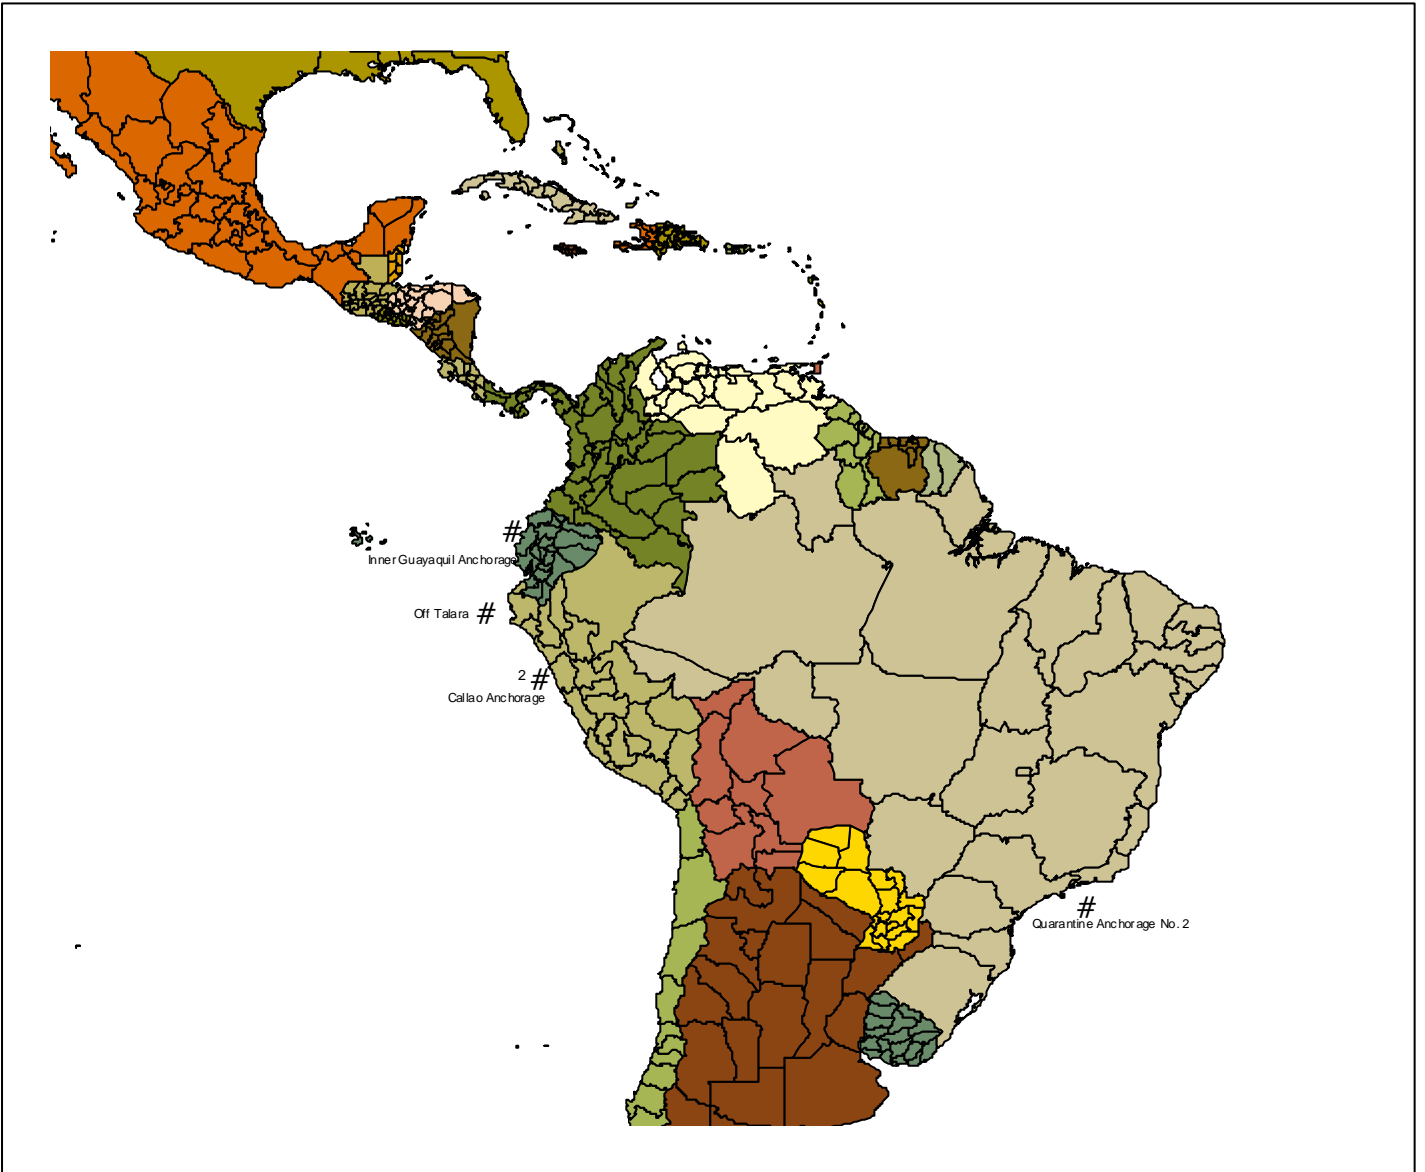 #
Inner Guayaquil Anchorage
Off Talara #
2 #
Callao Anchorage
#
Quarantine Anchorage No. 2